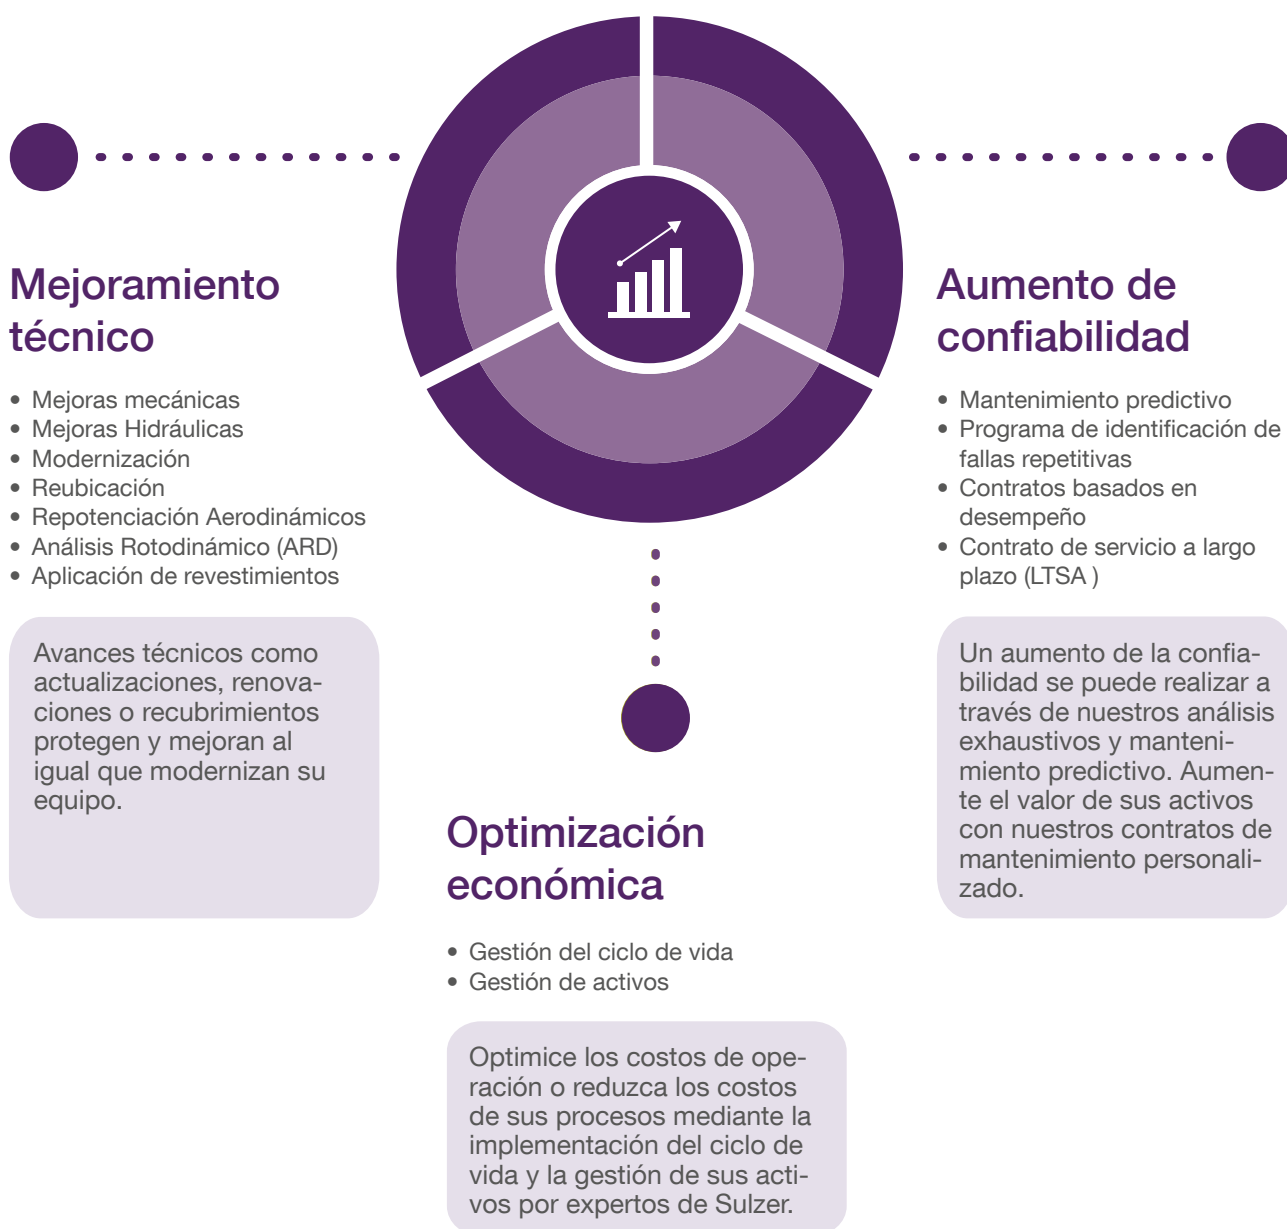 Mejoramiento
técnico
• Mejoras mecánicas
• Mejoras Hidráulicas
• Modernización
• Reubicación
• Repotenciación Aerodinámicos
• Análisis Rotodinámico (ARD)
• Aplicación de revestimientos
Avances técnicos como
actualizaciones, renova-
ciones o recubrimientos
protegen y mejoran al
igual que modernizan su
equipo.
Optimización
económica
• Gestión del ciclo de vida
• Gestión de activos
Optimice los costos de ope-
ración o reduzca los costos
de sus procesos mediante la
implementación del ciclo de
vida y la gestión de sus acti-
vos por expertos de Sulzer.
Aumento de
confiabilidad
• Mantenimiento predictivo
• Programa de identificación de
fallas repetitivas
• Contratos basados en
desempeño
• Contrato de servicio a largo
plazo (LTSA )
Un aumento de la confia-
bilidad se puede realizar a
través de nuestros análisis
exhaustivos y manteni-
miento predictivo. Aumen-
te el valor de sus activos
con nuestros contratos de
mantenimiento personali-
zado.